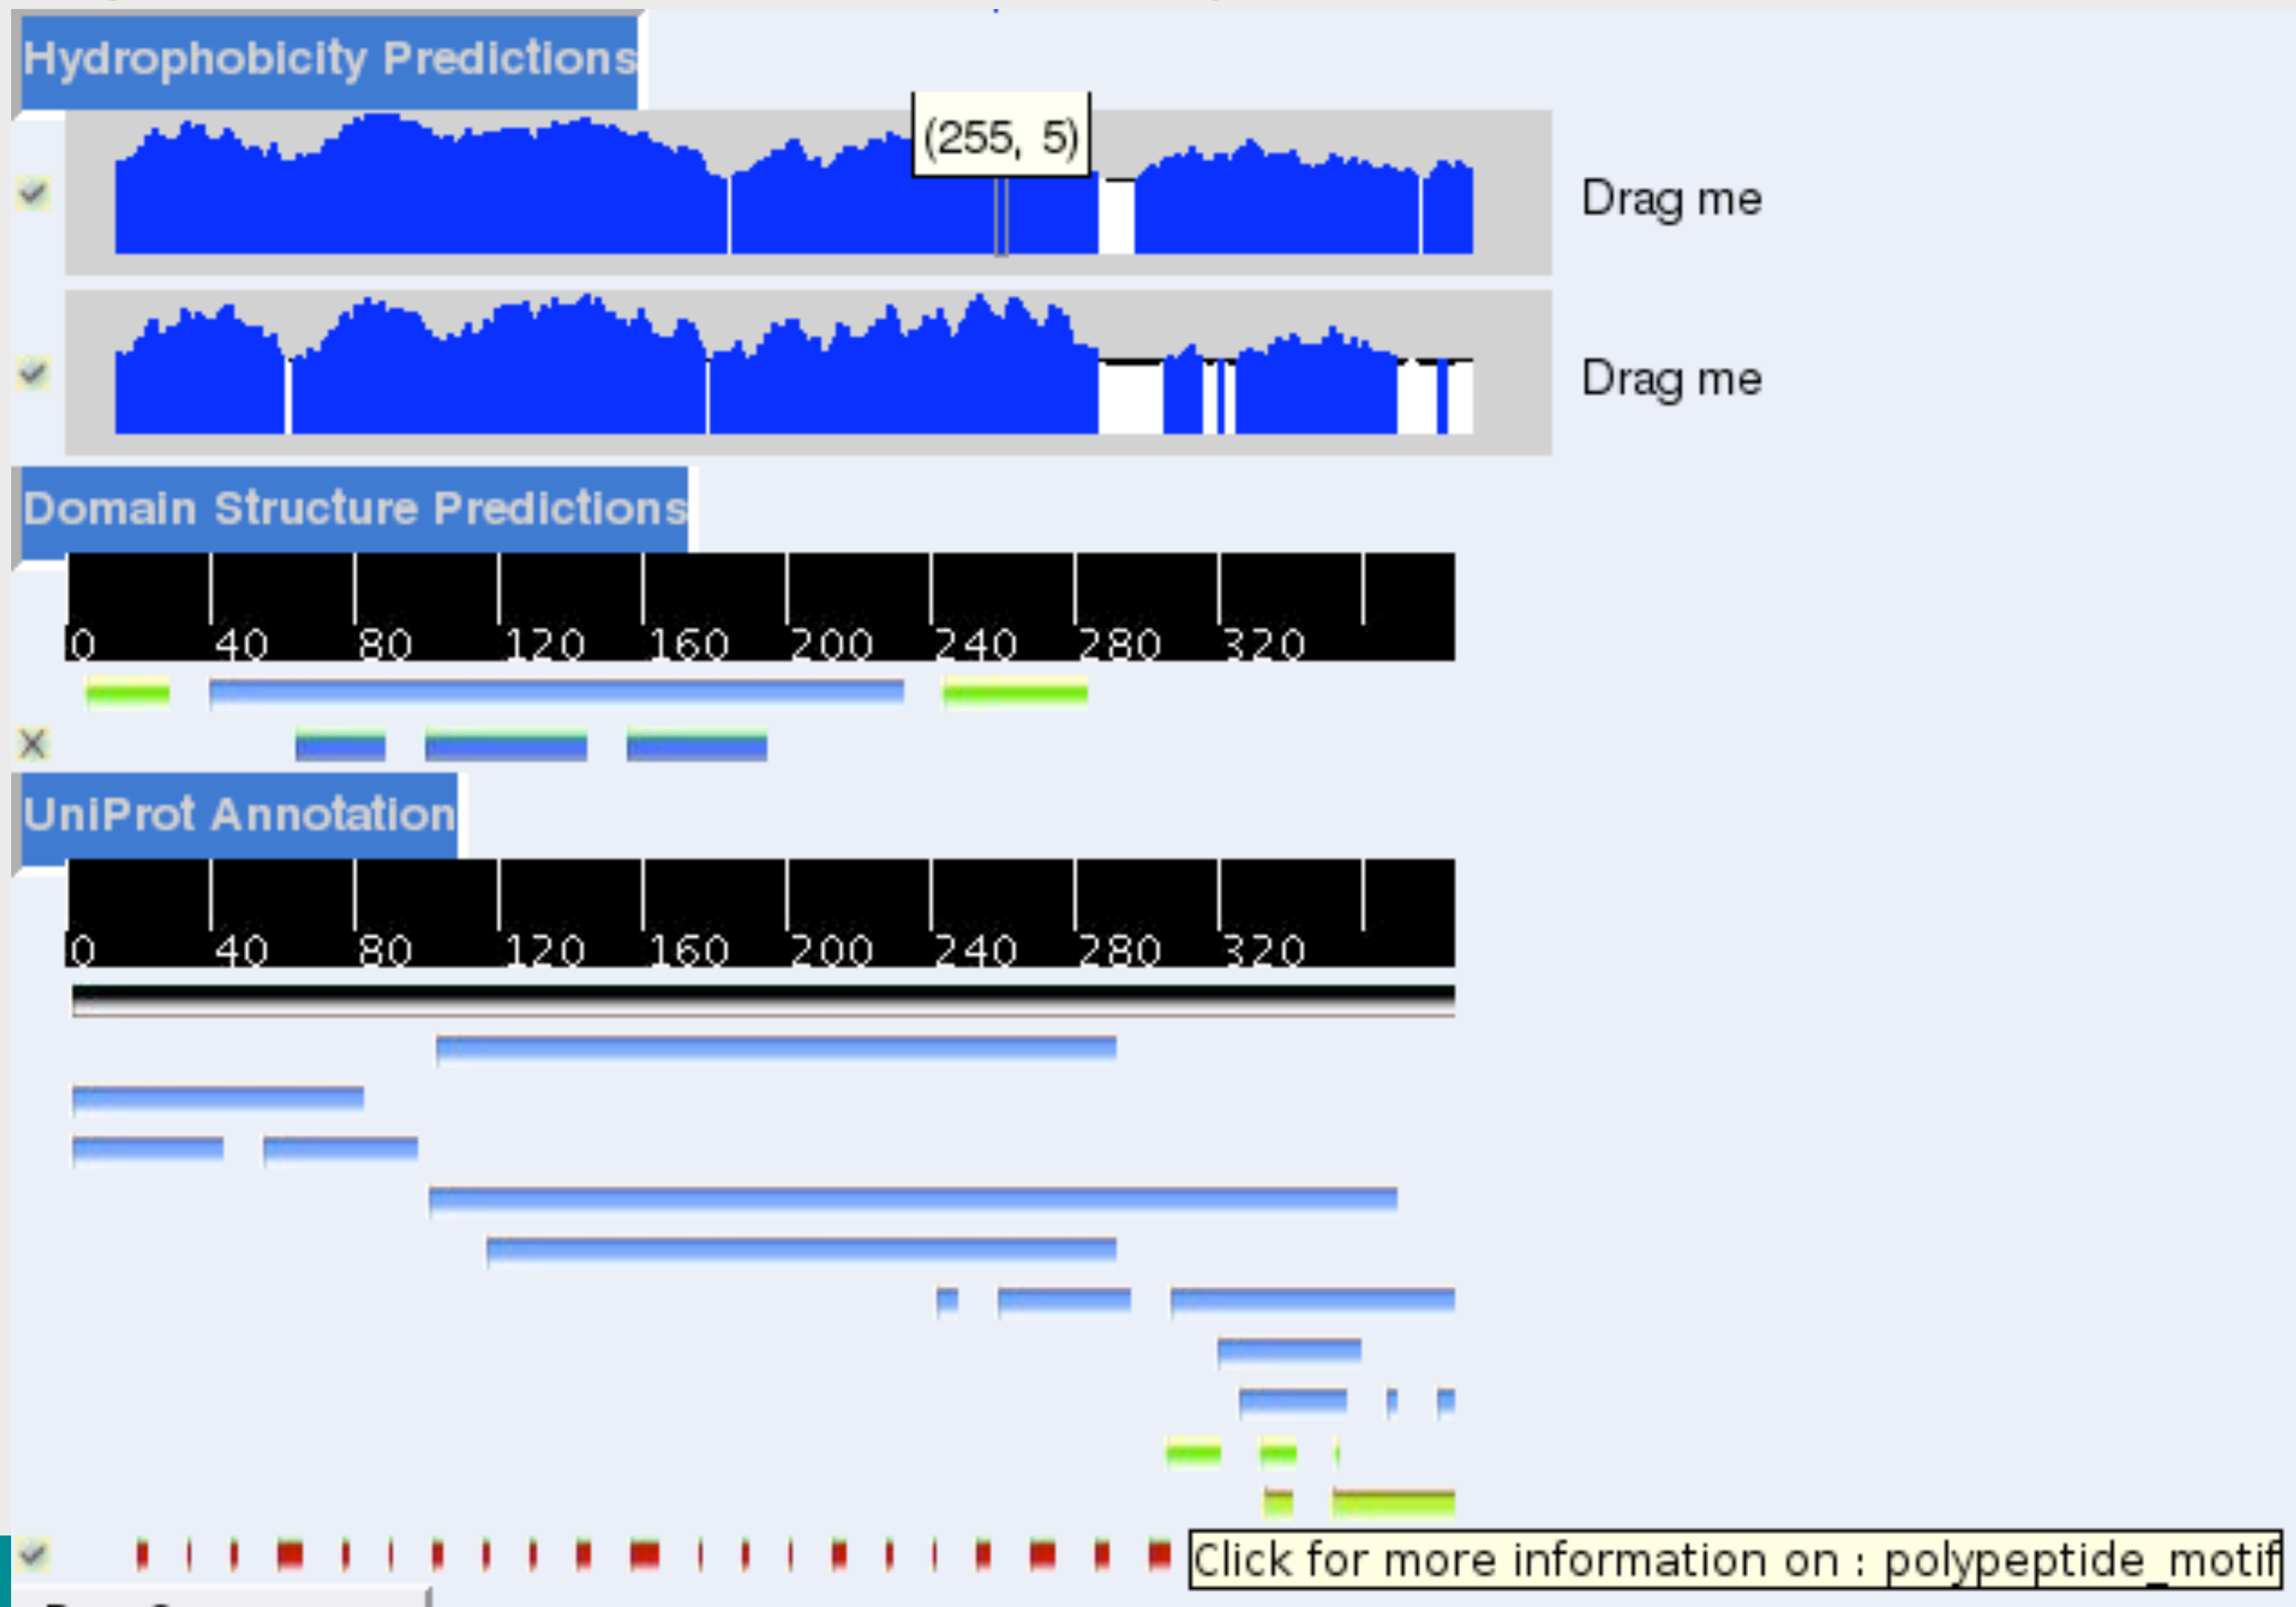 Hydrophobicity Predictions
(255, 5)
Drag me
Drag me
Domain Structure Predictions
0 40 80 120 160 200 240 280 320
UniProt Annotation
0 40 80 120 160 200 240 280 320
Click for more information on : polypeptide_motif